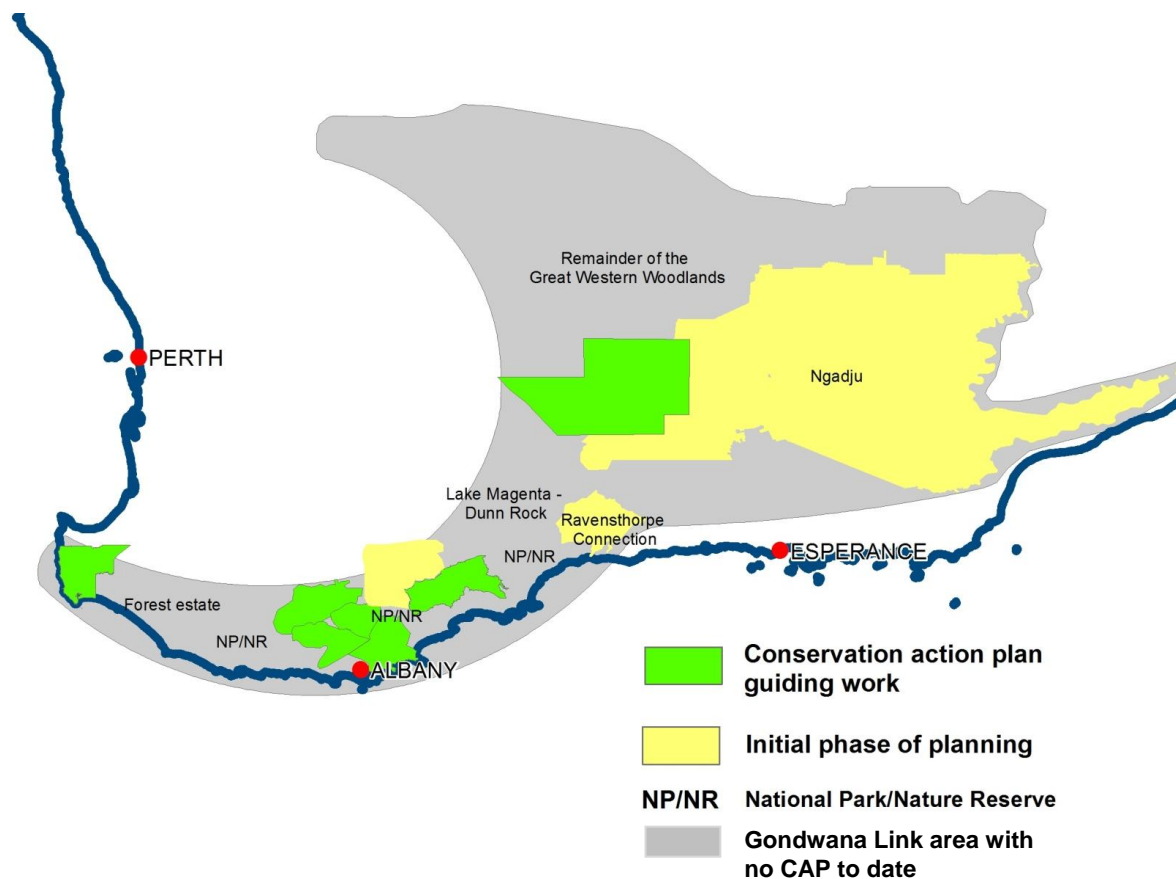 Remainder of the
Great Western Woodlands
PERTH
Ngadju
Lake Magenta -
Dunn Rock
Ravensthorpe
Connection
NP/NR
ESPERANCE
Forest estate
NP/NR
NP/NR
ALBANY
Conservation action plan
guiding work
Initial phase of planning
NP/NR National Park/Nature Reserve
Gondwana Link area with
no CAP to date